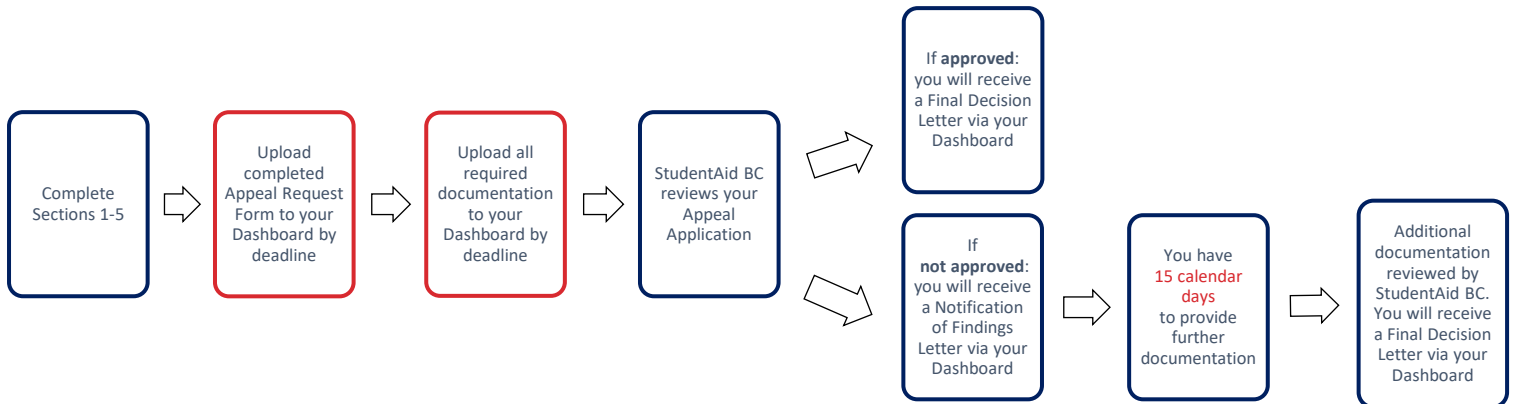 Complete
Sections 1-5
Upload
completed
Appeal Request
Form to your
Dashboard by
deadline
Upload all
required
documentation
to your
Dashboard by
deadline
StudentAid BC
reviews your
Appeal
Application
If approved:
you will receive
a Final Decision
Letter via your
Dashboard
If
not approved:
you will receive
a Notification
of Findings
Letter via your
Dashboard
You have
15 calendar
days
to provide
further
documentation
Additional
documentation
reviewed by
StudentAid BC.
You will receive
a Final Decision
Letter via your
Dashboard